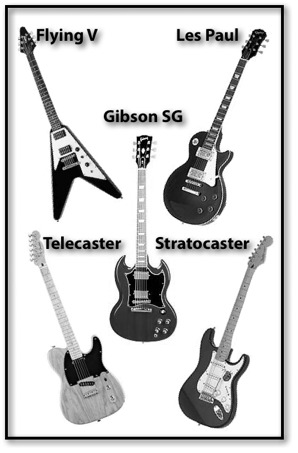 Flying V
Les Paul
Gibson SG
Telecaster
Stratocaster